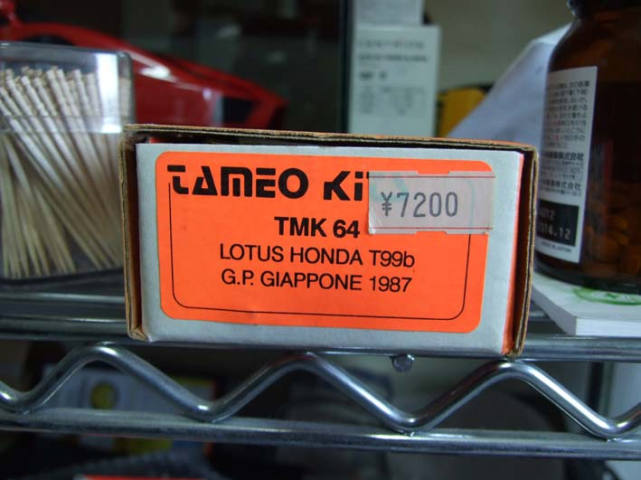 TAMEO Ki
¥7200
TMK 64
LOTUS HONDA T99b
G.P. GIAPPONE 1987